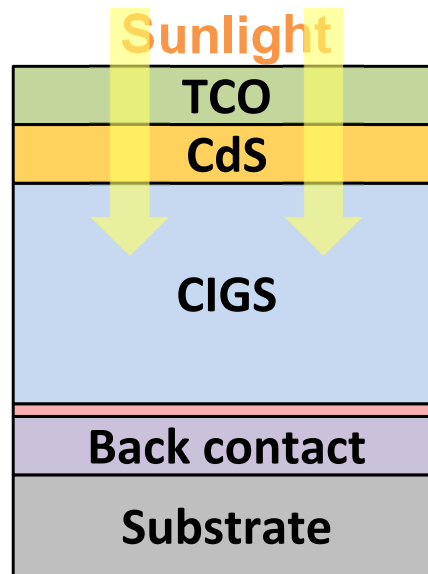 Sunlight
TCO
CdS
CIGS
Back contact
Substrate